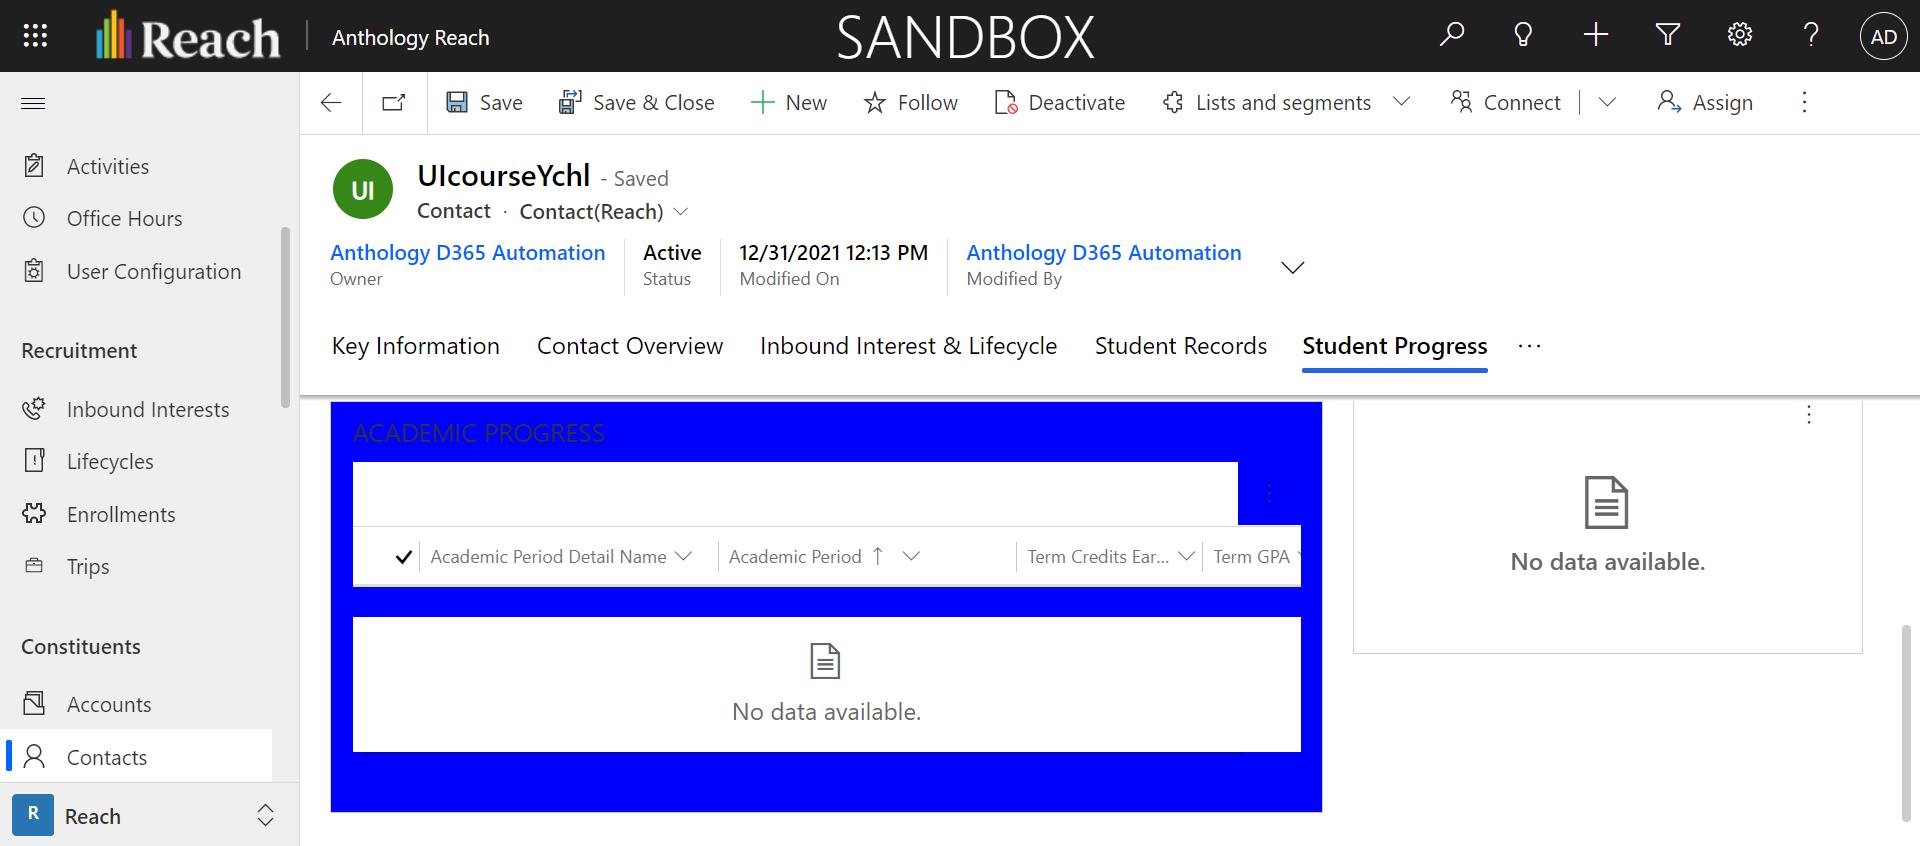 Reach
Anthology Reach
SANDBOX
AD
Save
Save & Close
New
Follow
Deactivate
Lists and segments
Connect
Assign
Activities
Office Hours
User Configuration
Recruitment
Inbound Interests
Lifecycles
Enrollments
Trips
Constituents
Accounts
Contacts
R
Reach
UI
UIcourseYchl - Saved
Contact · Contact(Reach)
Anthology D365 Automation
Owner
Active
Status
12/31/2021 12:13 PM
Modified On
Anthology D365 Automation
Modified By
Key Information
Contact Overview
Inbound Interest & Lifecycle
Student Records
Student Progress
ACADEMIC PROGRESS
Academic Period Detail Name
Academic Period
Term Credits Ear...
Term GPA
No data available.
No data available.